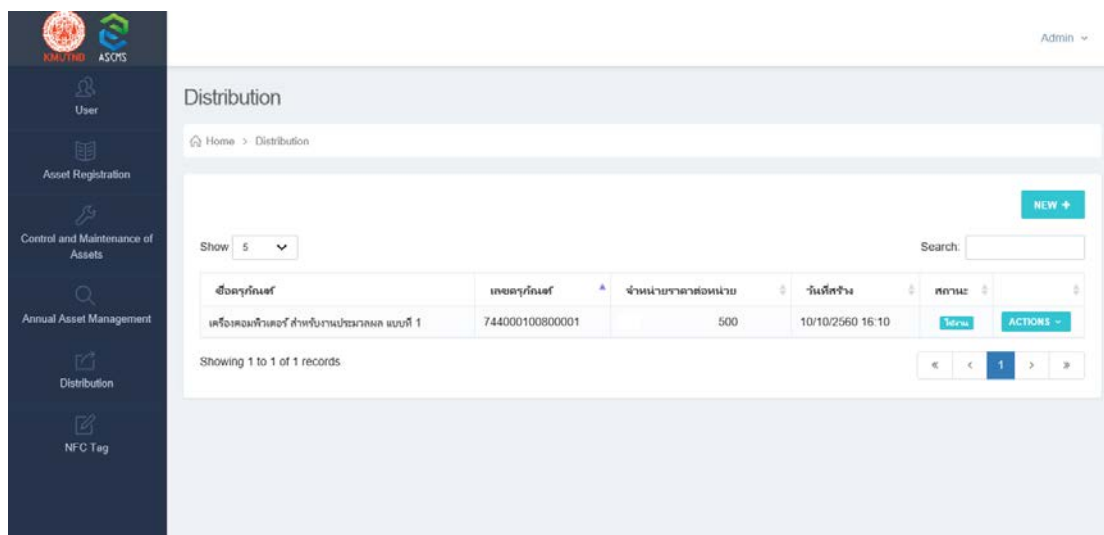 KMUTNB ASCMS
Admin
User
Asset Registration
Control and Maintenance of
Assets
Annual Asset Management
Distribution
NFC Tag
Distribution
Home > Distribution
NEW +
Show 5
Search:
ชื่อครุภัณฑ์ เลขครุภัณฑ์ จำหน่ายราคาต่อหน่วย วันที่สร้าง สถานะ
เครื่องคอมพิวเตอร์ สำหรับงานประมวลผล แบบที่ 1 744000100800001 500 10/10/2560 16:10 ใช้งาน ACTIONS
Showing 1 to 1 of 1 records
« < 1 > »